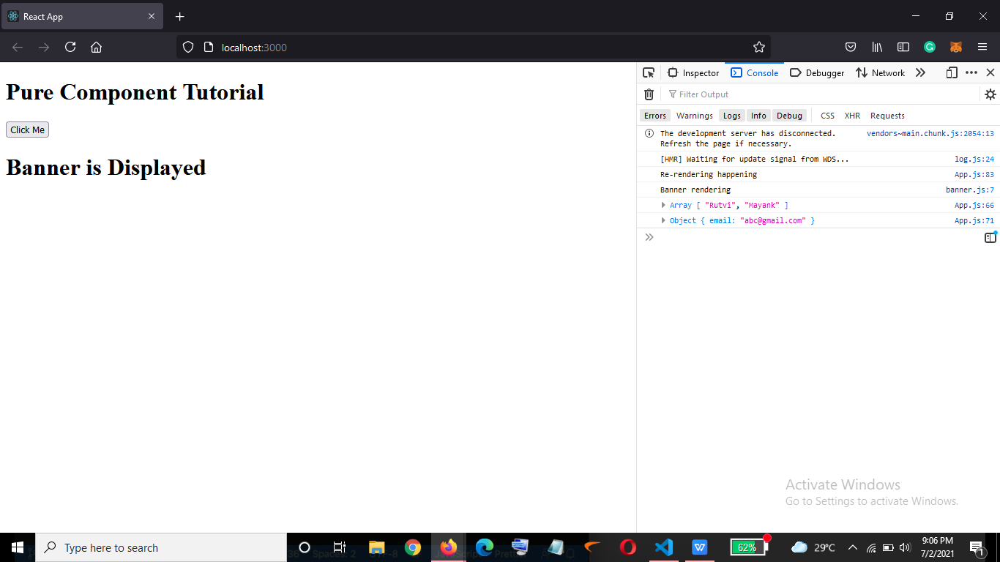 React App
localhost:3000
Pure Component Tutorial
Click Me
Banner is Displayed
Inspector Console Debugger Network
Filter Output
Errors Warnings Logs Info Debug CSS XHR Requests
The development server has disconnected. vendors~main.chunk.js:2054:13
Refresh the page if necessary.
[HMR] Waiting for update signal from WDS... log.js:24
Re-rendering happening App.js:83
Banner rendering banner.js:7
Array [ "Rutvi", "Mayank" ] App.js:66
Object { email: "abc@gmail.com" } App.js:71
Activate Windows
Go to Settings to activate Windows.
Type here to search
62%
29°C
9:06 PM
7/2/2021
1